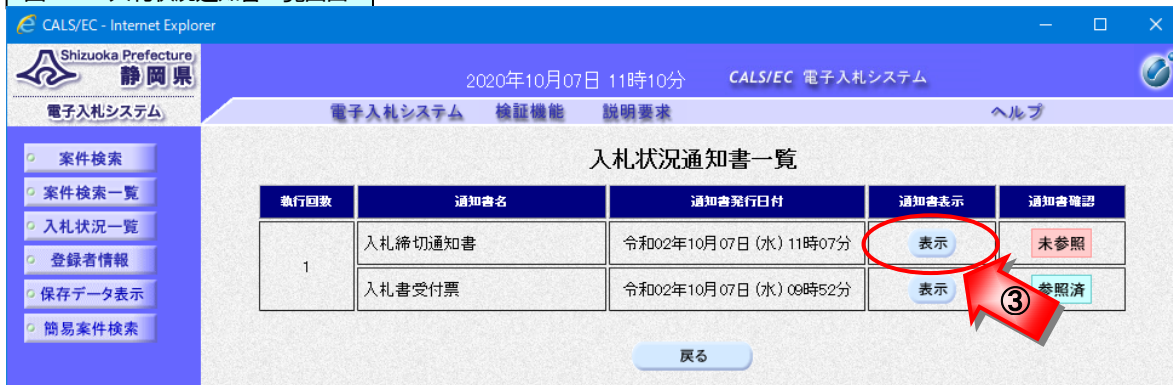 CALS/EC - Internet Explorer
Shizuoka Prefecture
静岡県
2020年10月07日 11時10分 CALS/EC 電子入札システム
電子入札システム
電子入札システム 検証機能 説明要求 ヘルプ
案件検索
案件検索一覧
入札状況一覧
登録者情報
保存データ表示
簡易案件検索
入札状況通知書一覧
執行回数 通知書名 通知書発行日付 通知書表示 通知書確認
1
入札締切通知書 令和02年10月07日 (水) 11時07分 表示 未参照
入札書受付票 令和02年10月07日 (水) 09時52分 表示 参照済
③
戻る